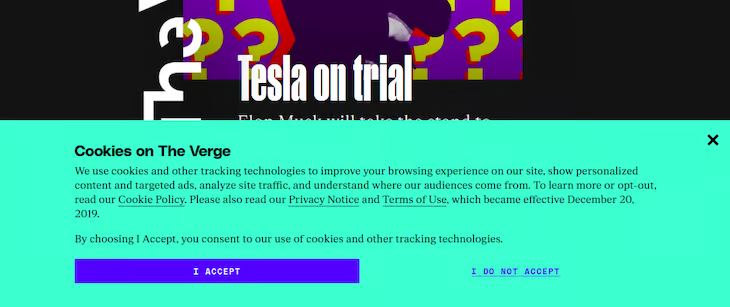 The V
? ? ? ?
Tesla on trial
Elon Musk will take the stand to
Cookies on The Verge
We use cookies and other tracking technologies to improve your browsing experience on our site, show personalized
content and targeted ads, analyze site traffic, and understand where our audiences come from. To learn more or opt-out,
read our Cookie Policy. Please also read our Privacy Notice and Terms of Use, which became effective December 20,
2019.
By choosing I Accept, you consent to our use of cookies and other tracking technologies.
I ACCEPT
I DO NOT ACCEPT